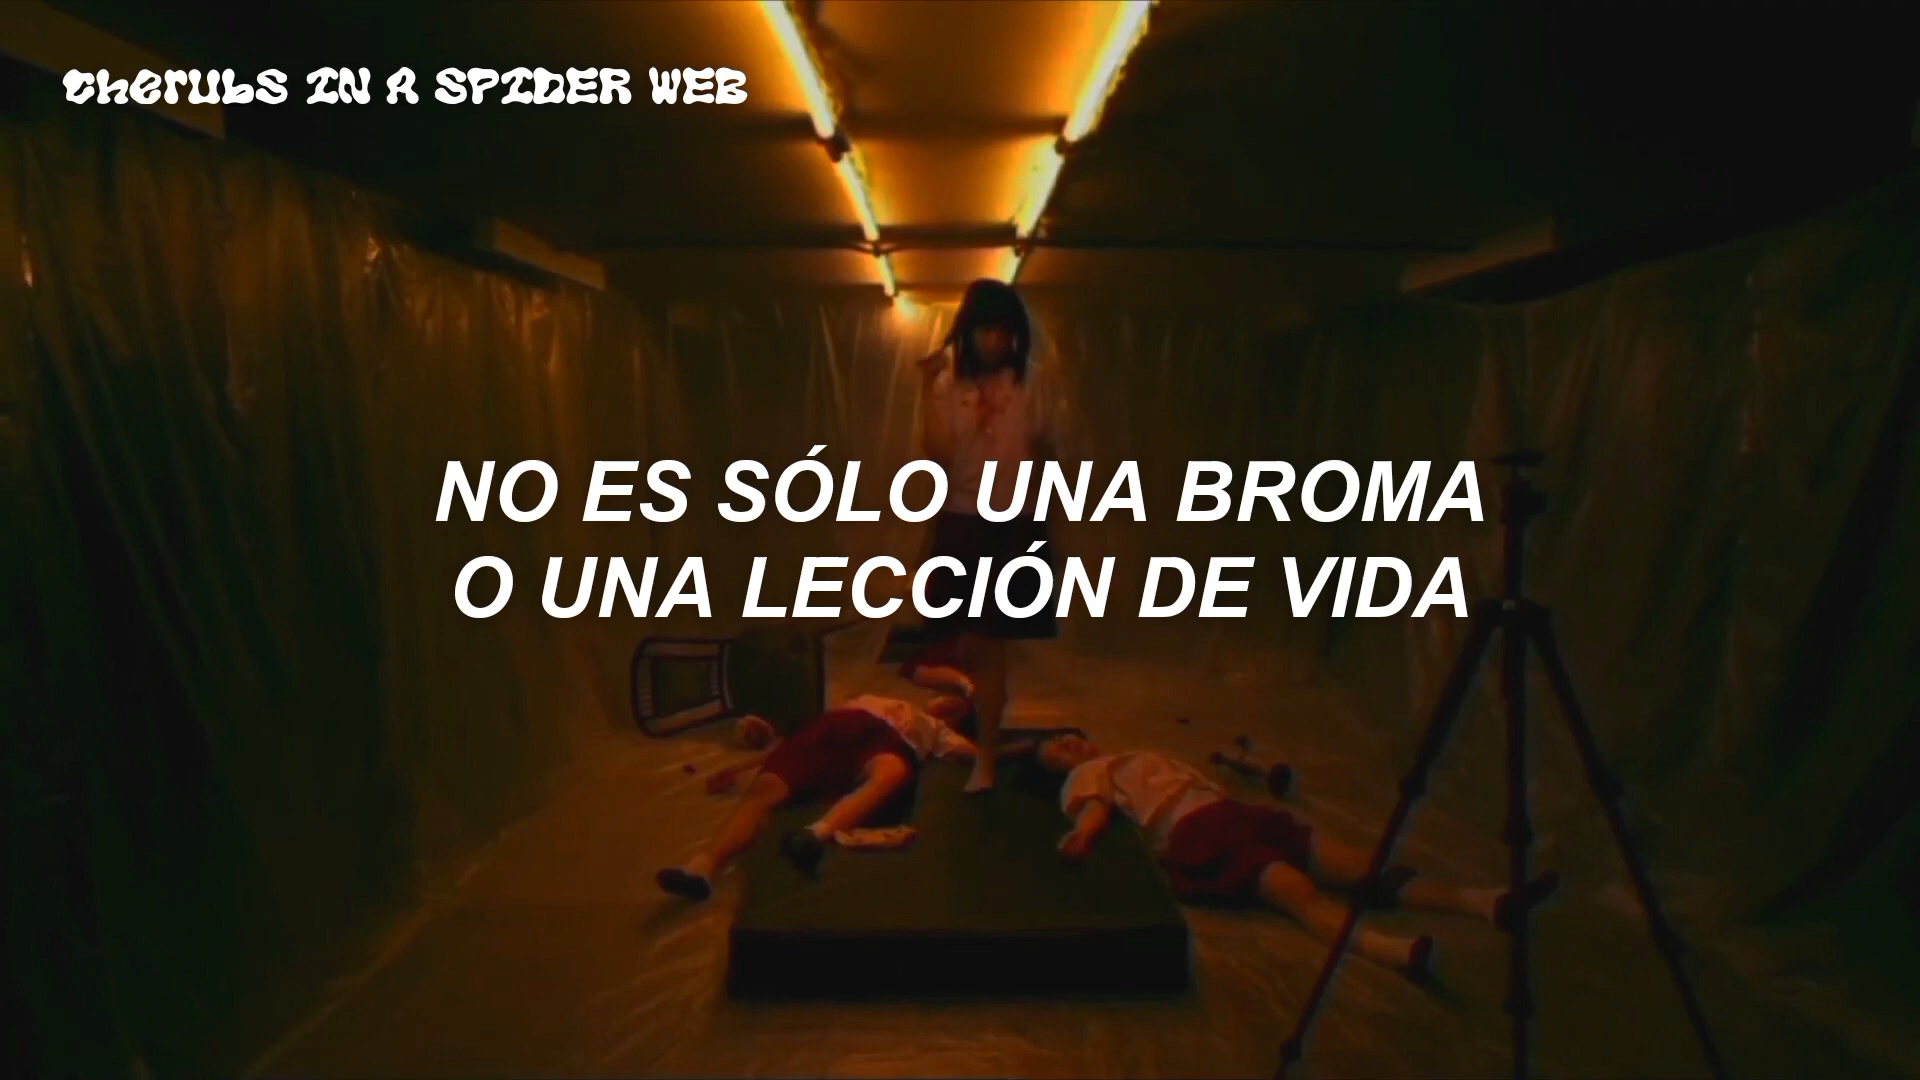 Cherubs IN A SPIDER WEB
NO ES SÓLO UNA BROMA
O UNA LECCIÓN DE VIDA